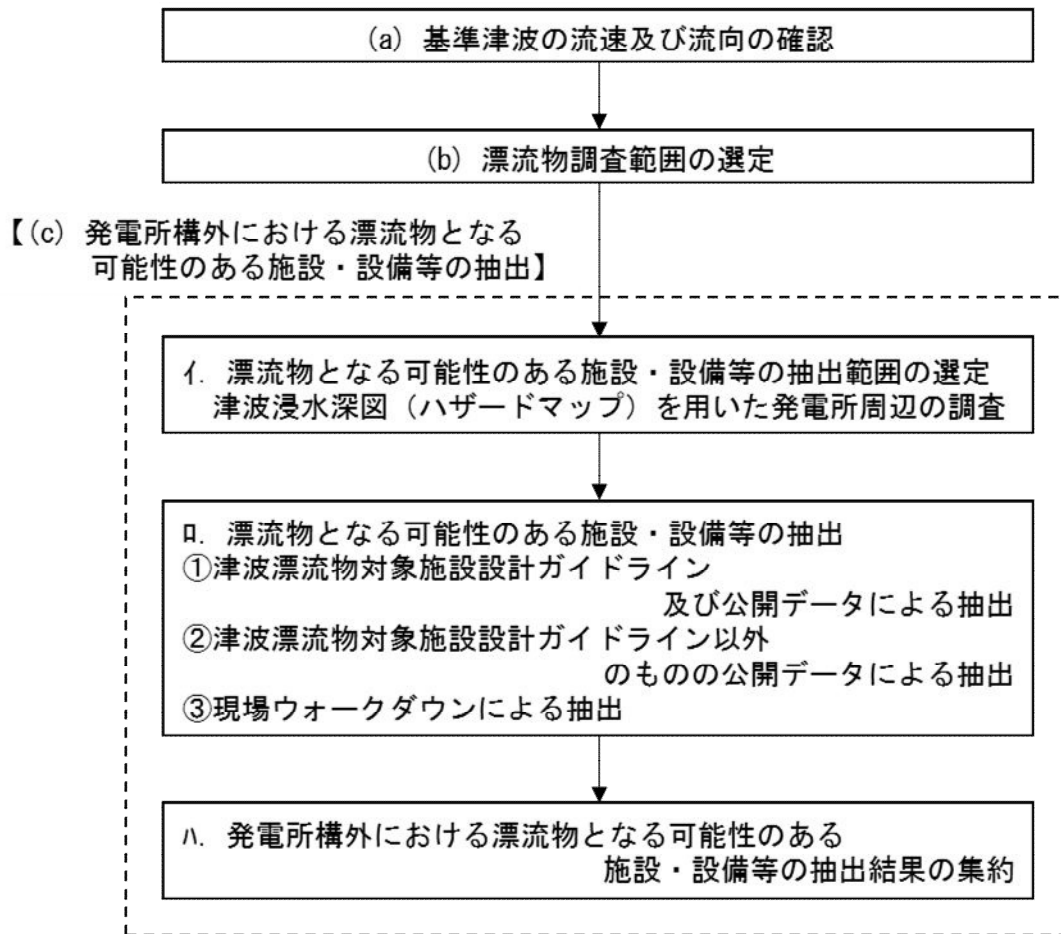 (a) 基準津波の流速及び流向の確認
(b) 漂流物調査範囲の選定
【(c) 発電所構外における漂流物となる
可能性のある施設・設備等の抽出】
ｲ. 漂流物となる可能性のある施設・設備等の抽出範囲の選定
津波浸水深図（ハザードマップ）を用いた発電所周辺の調査
ﾛ. 漂流物となる可能性のある施設・設備等の抽出
①津波漂流物対象施設設計ガイドライン
及び公開データによる抽出
②津波漂流物対象施設設計ガイドライン以外
のものの公開データによる抽出
③現場ウォークダウンによる抽出
ﾊ. 発電所構外における漂流物となる可能性のある
施設・設備等の抽出結果の集約